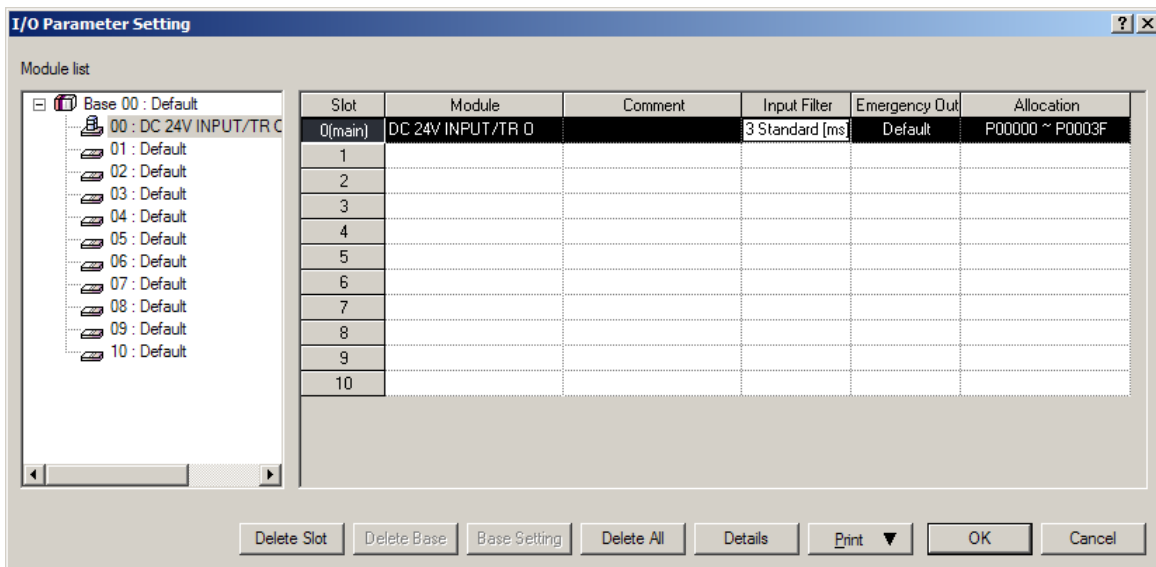 I/O Parameter Setting
Module list
Base 00 : Default
00 : DC 24V INPUT/TR O
01 : Default
02 : Default
03 : Default
04 : Default
05 : Default
06 : Default
07 : Default
08 : Default
09 : Default
10 : Default
Slot Module Comment Input Filter Emergency Out Allocation
0(main) DC 24V INPUT/TR O 3 Standard [ms] Default P00000 ~ P0003F
1
2
3
4
5
6
7
8
9
10
Delete Slot Delete Base Base Setting Delete All Details Print ▼ OK Cancel